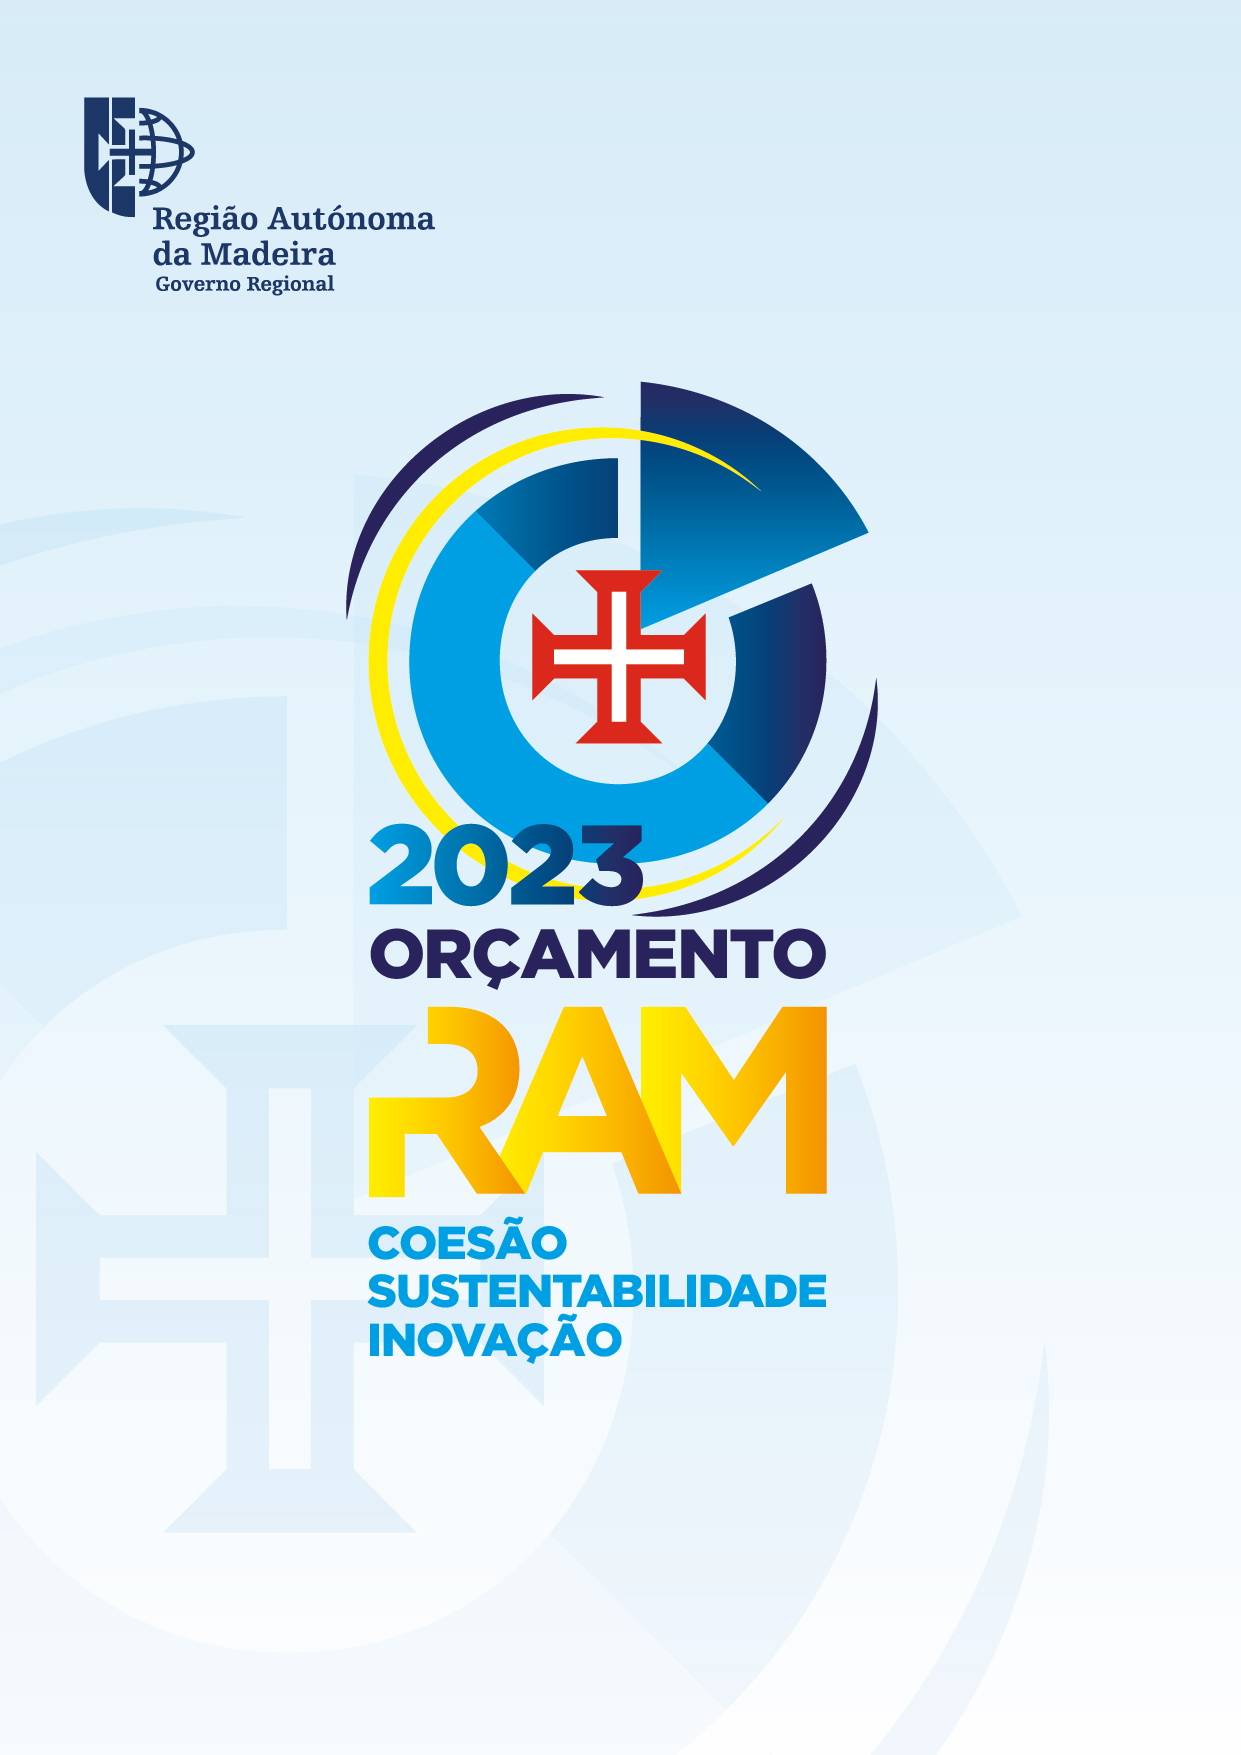 Região Autónoma
da Madeira
Governo Regional
2023
ORÇAMENTO
RAM
COESÃO
SUSTENTABILIDADE
INOVAÇÃO